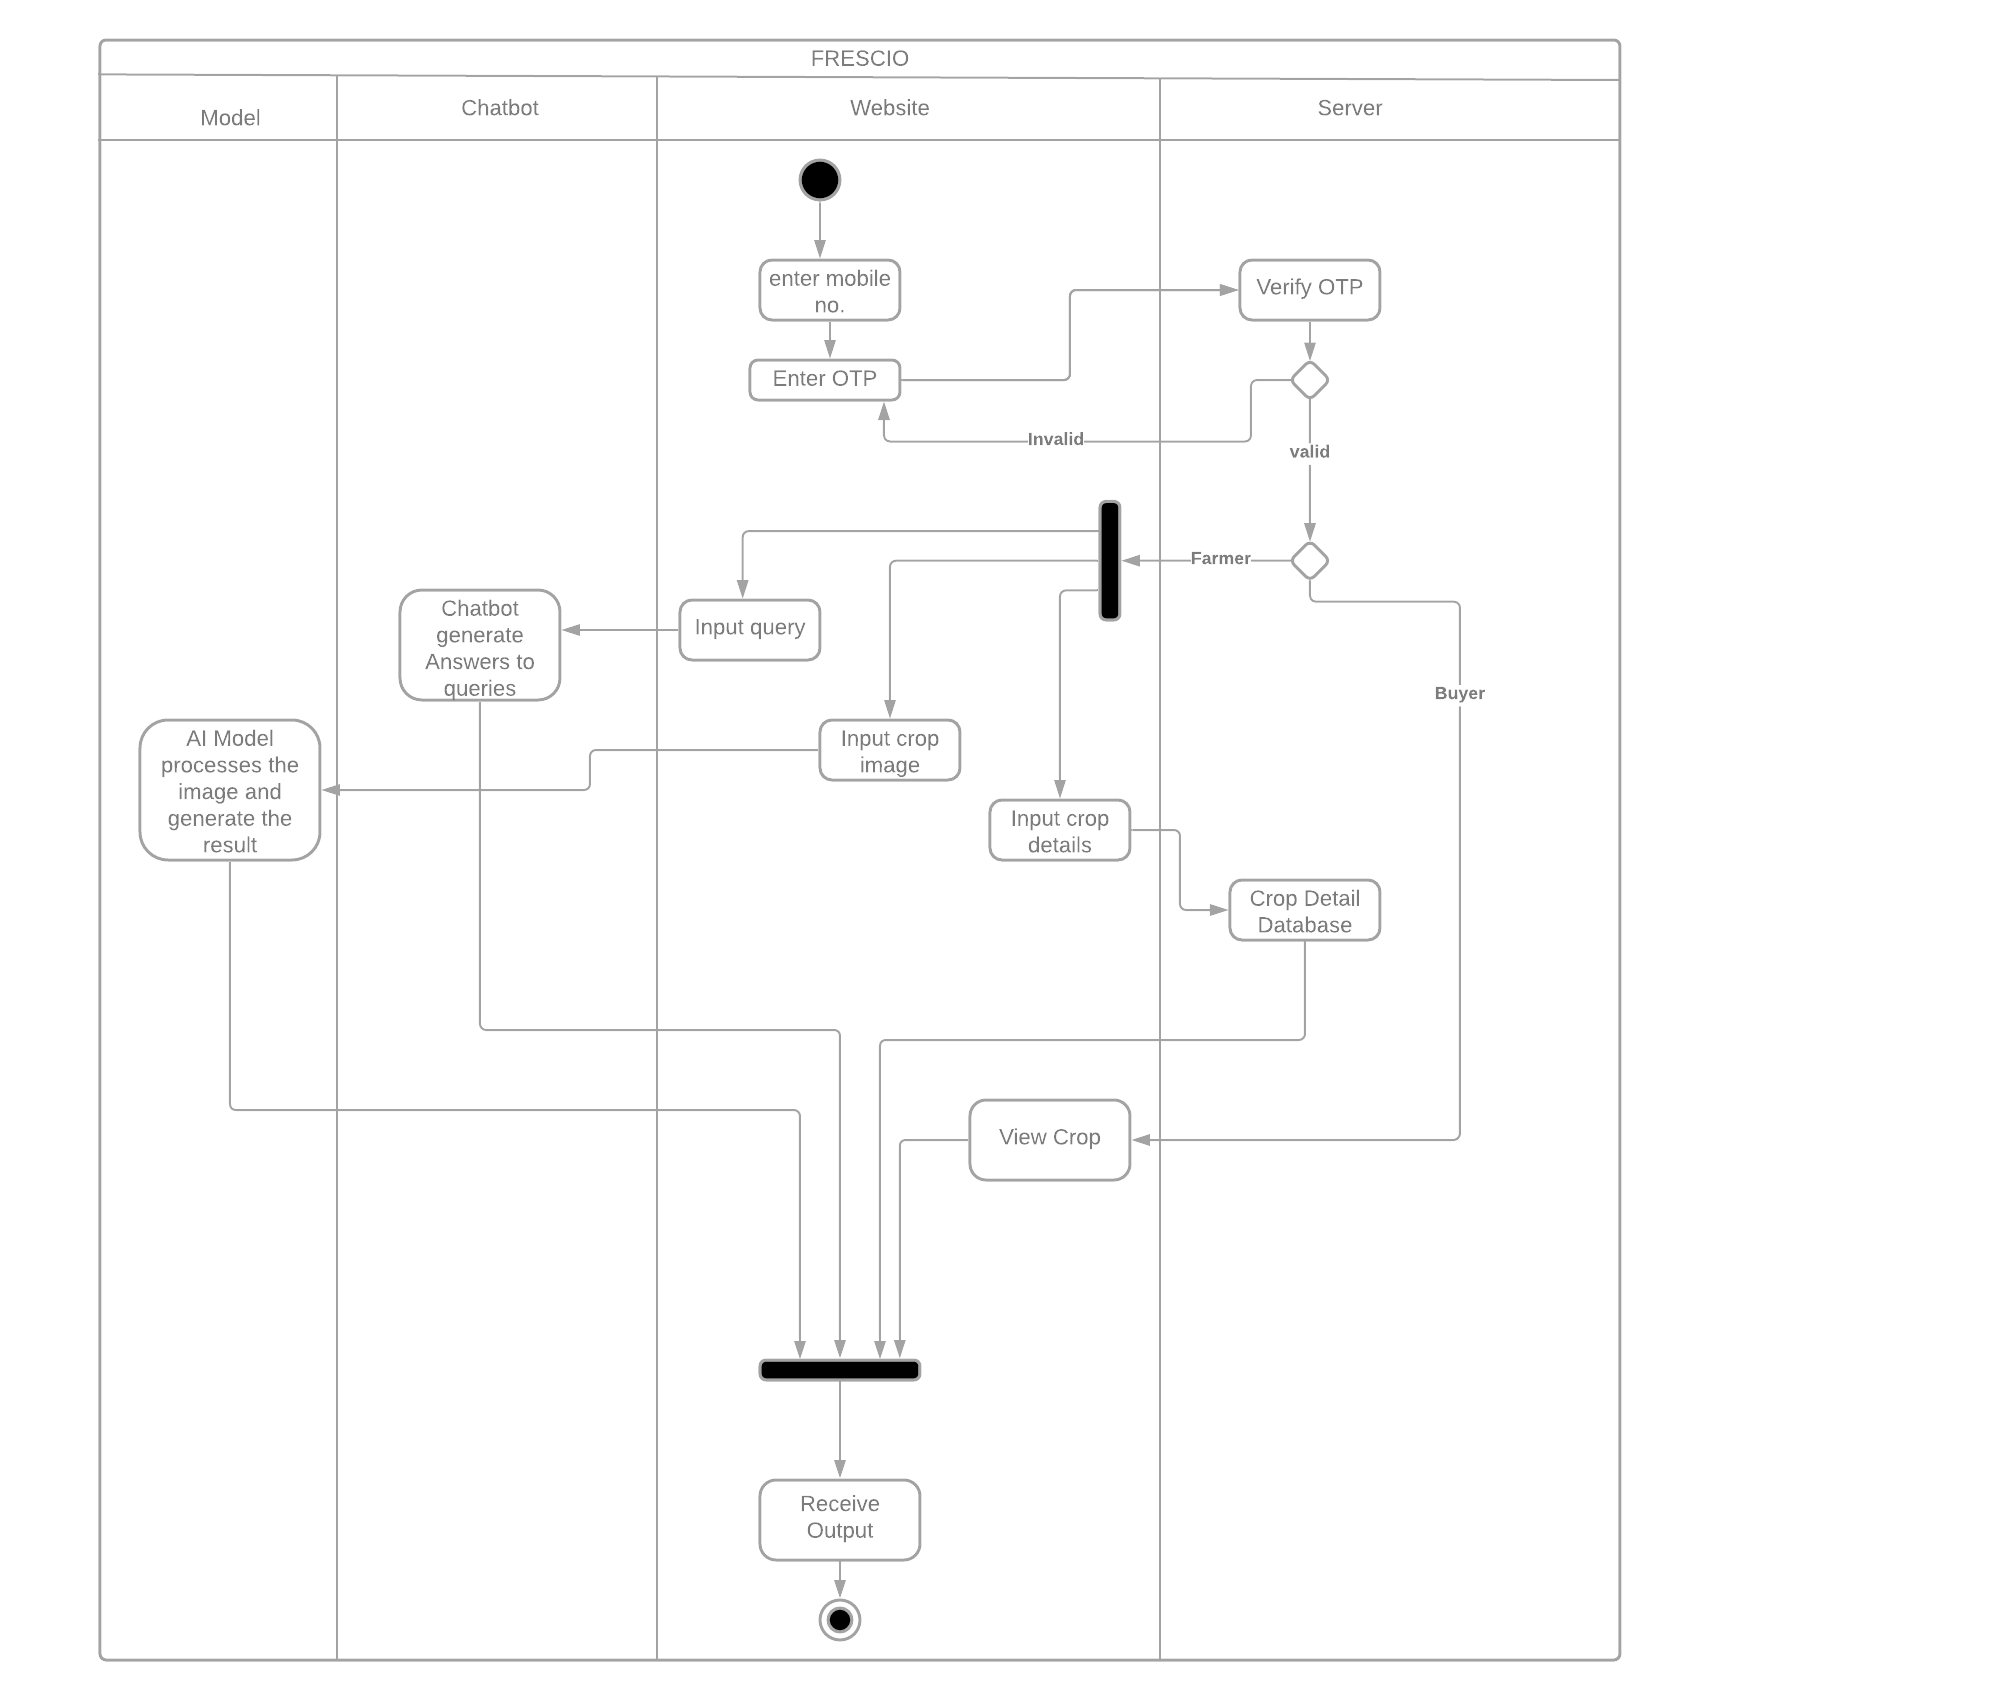 FRESCIO
Model
Chatbot
Website
Server
enter mobile
no.
Verify OTP
Enter OTP
Invalid
valid
Farmer
Chatbot
generate
Answers to
queries
Input query
Buyer
AI Model
processes the
image and
generate the
result
Input crop
image
Input crop
details
Crop Detail
Database
View Crop
Receive
Output